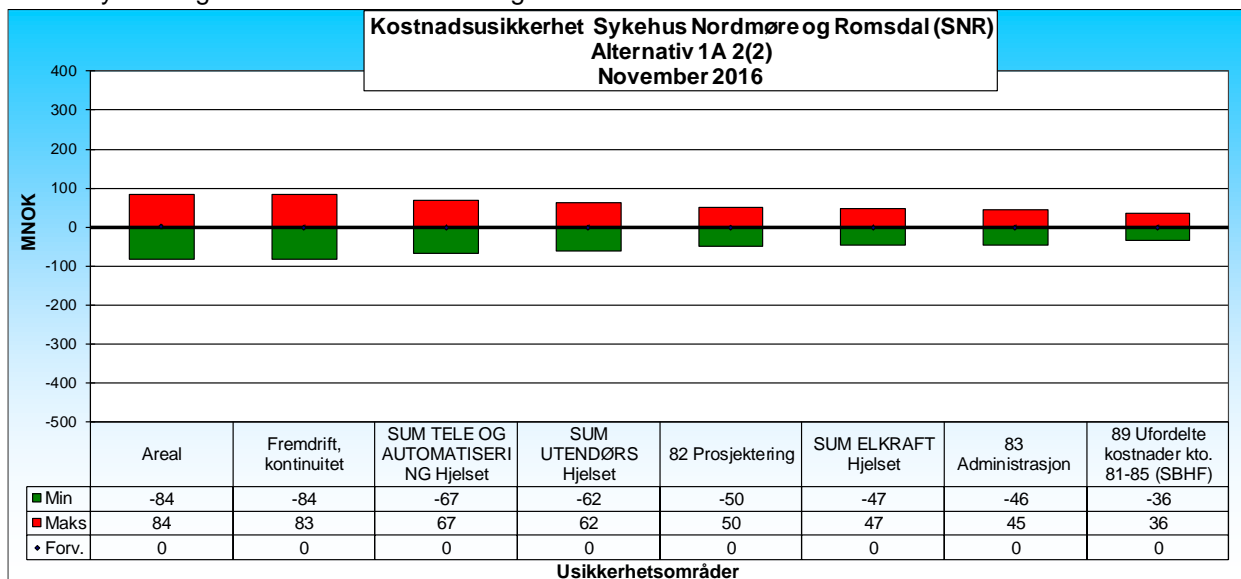 Kostnadsusikkerhet Sykehus Nordmøre og Romsdal (SNR)
Alternativ 1A 2(2)
November 2016
MNOK
400
300
200
100
0
-100
-200
-300
-400
-500
Areal
Fremdrift,
kontinuitet
SUM TELE OG
AUTOMATISERI
NG Hjelset
SUM
UTENDØRS
Hjelset
82 Prosjektering
SUM ELKRAFT
Hjelset
83
Administrasjon
89 Ufordelte
kostnader kto.
81-85 (SBHF)
Min -84 -84 -67 -62 -50 -47 -46 -36
Maks 84 83 67 62 50 47 45 36
Forv. 0 0 0 0 0 0 0 0
Usikkerhetsområder